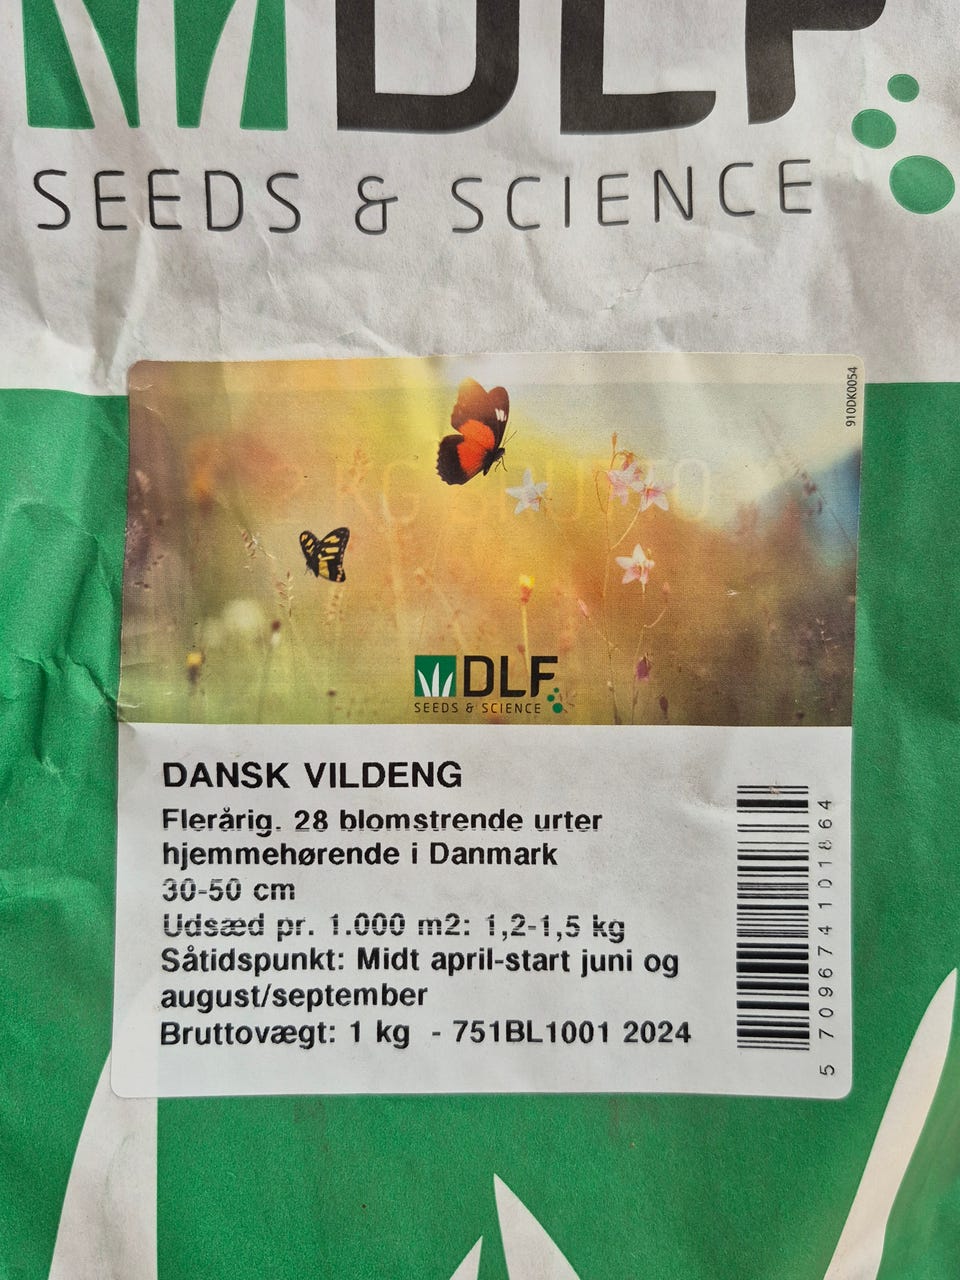 DLF
SEEDS & SCIENCE
910DK0054
DLF
SEEDS & SCIENCE
DANSK VILDENG
Flerårig. 28 blomstrende urter
hjemmehørende i Danmark
30-50 cm
Udsæd pr. 1.000 m2: 1,2-1,5 kg
Såtidspunkt: Midt april-start juni og
august/september
Bruttovægt: 1 kg - 751BL1001 2024
5 709674 101864